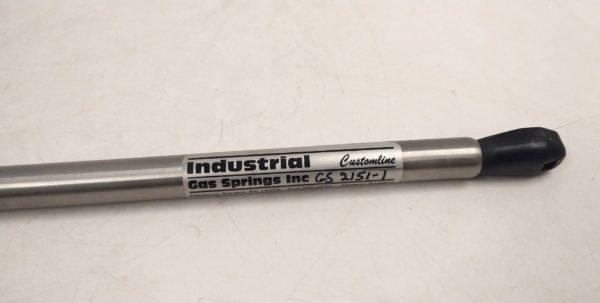 Industrial Customline
Gas Springs Inc GS 2151-1